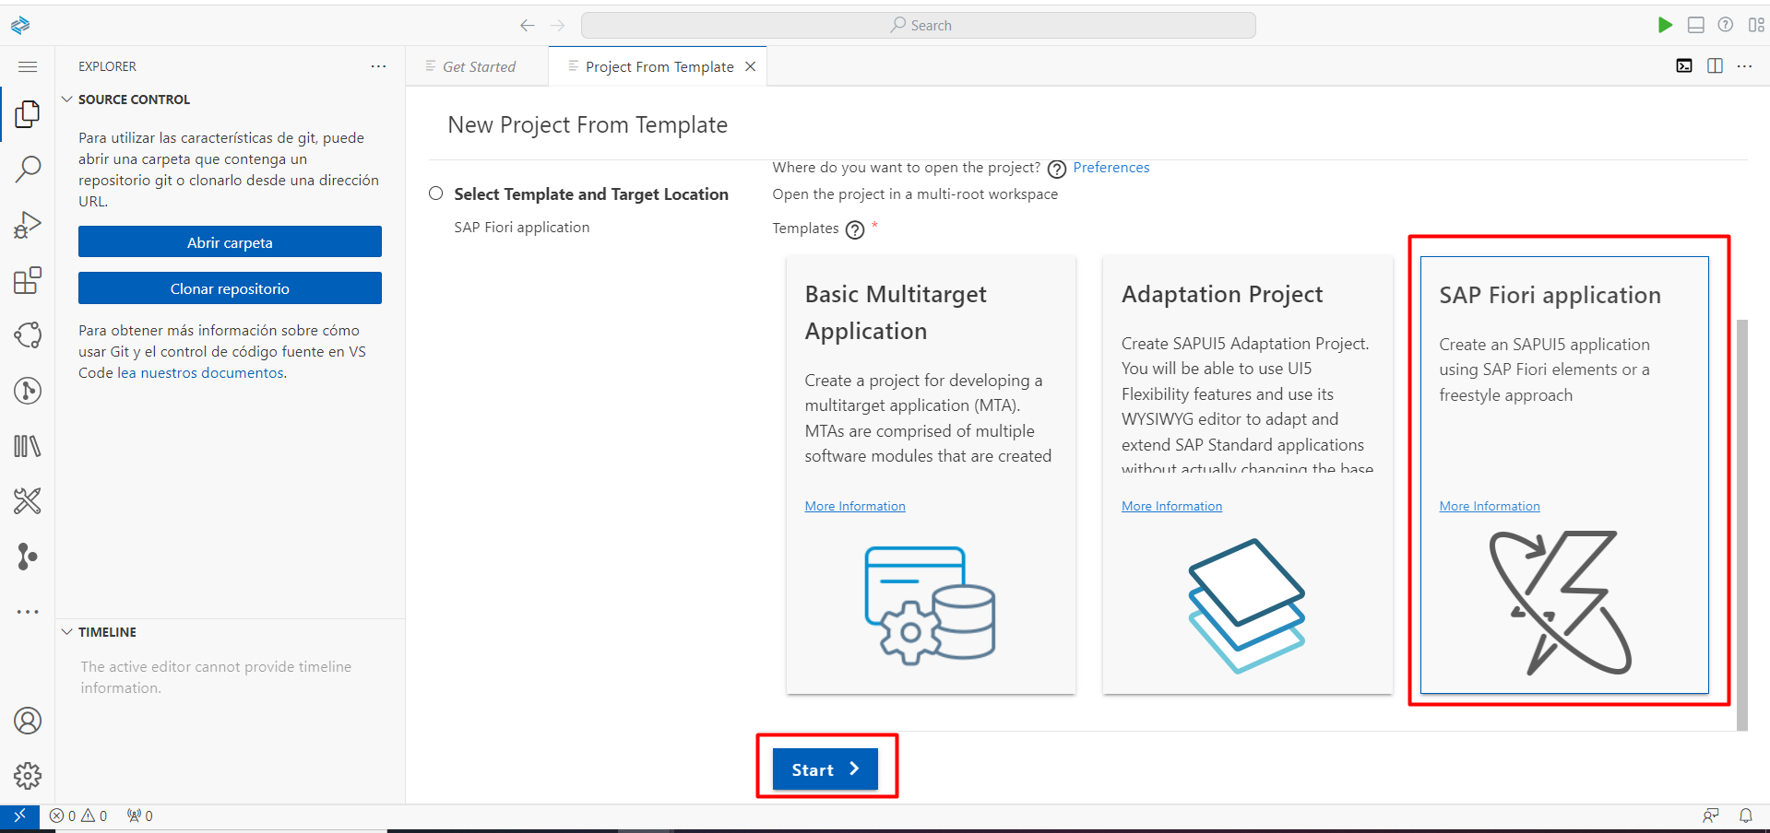 Search
EXPLORER
Get Started
Project From Template
SOURCE CONTROL
Para utilizar las características de git, puede
abrir una carpeta que contenga un
repositorio git o clonarlo desde una dirección
URL.
Abrir carpeta
Clonar repositorio
Para obtener más información sobre cómo
usar Git y el control de código fuente en VS
Code lea nuestros documentos.
TIMELINE
The active editor cannot provide timeline
information.
New Project From Template
Select Template and Target Location
SAP Fiori application
Where do you want to open the project? Preferences
Open the project in a multi-root workspace
Templates *
Basic Multitarget
Application
Create a project for developing a
multitarget application (MTA).
MTAs are comprised of multiple
software modules that are created
More Information
Adaptation Project
Create SAPUI5 Adaptation Project.
You will be able to use UI5
Flexibility features and use its
WYSIWYG editor to adapt and
extend SAP Standard applications
without actually changing the base
More Information
SAP Fiori application
Create an SAPUI5 application
using SAP Fiori elements or a
freestyle approach
More Information
Start
0 0 0